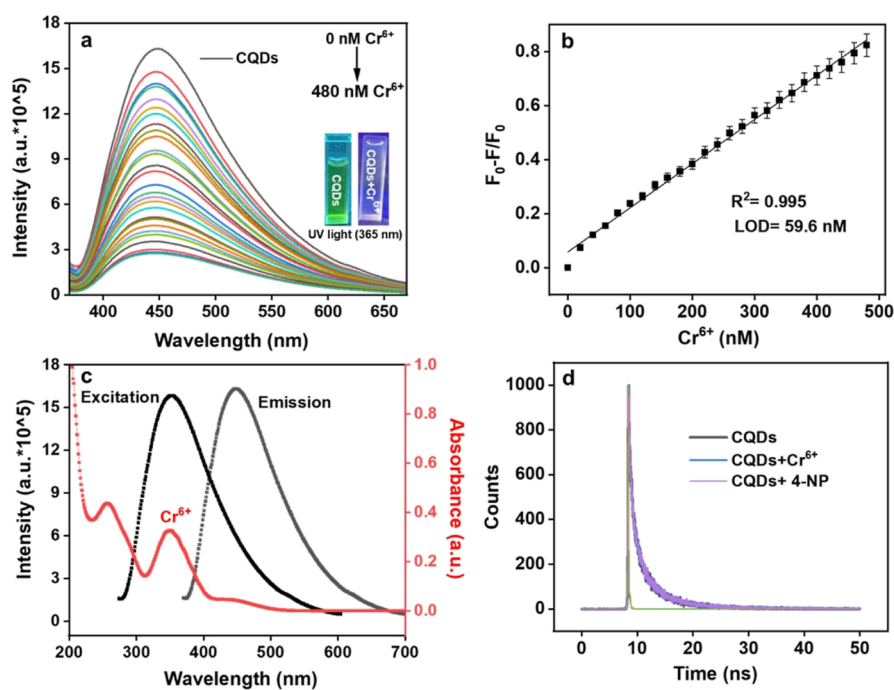 a
CQDs
0 nM Cr⁶⁺
480 nM Cr⁶⁺
CQDs
CQDs+Cr⁶⁺
UV light (365 nm)
Intensity (a.u.*10^5)
18
15
12
9
6
3
0
400 450 500 550 600 650
Wavelength (nm)
b
F₀-F/F₀
0.8
0.6
0.4
0.2
0.0
R²= 0.995
LOD= 59.6 nM
0 100 200 300 400 500
Cr⁶⁺ (nM)
c
Excitation
Emission
Cr⁶⁺
Intensity (a.u.*10^5)
18
15
12
9
6
3
0
Absorbance (a.u.)
1.0
0.8
0.6
0.4
0.2
0.0
200 300 400 500 600 700
Wavelength (nm)
d
CQDs
CQDs+Cr⁶⁺
CQDs+ 4-NP
Counts
1000
800
600
400
200
0
0 10 20 30 40 50
Time (ns)